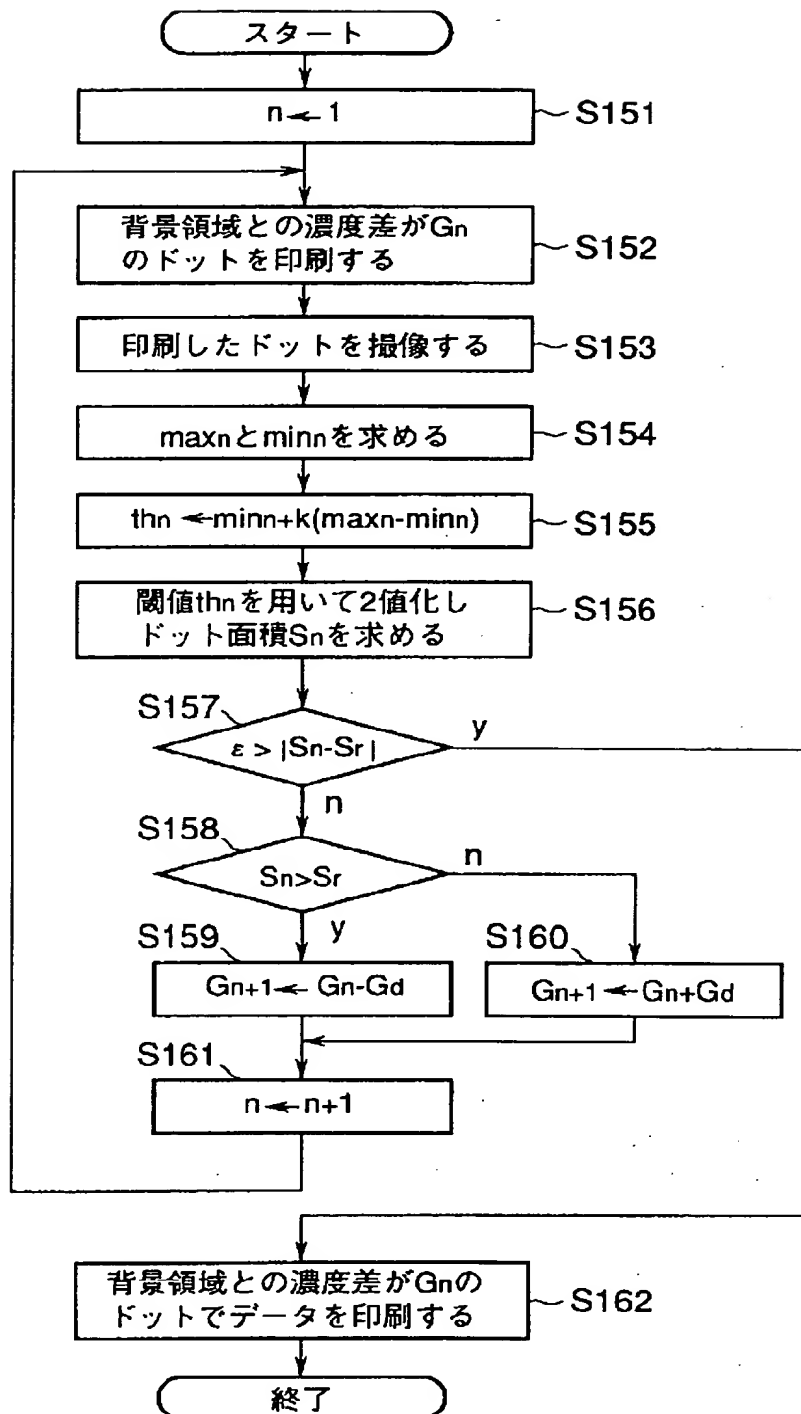 スタート
n ← 1
S151
背景領域との濃度差がGn
のドットを印刷する
S152
印刷したドットを撮像する
S153
maxnとminnを求める
S154
thn ←minn+k(maxn-minn)
S155
閾値thnを用いて2値化し
ドット面積Snを求める
S156
S157
ε > |Sn-Sr|
y
n
S158
Sn>Sr
n
y
S159
Gn+1← Gn-Gd
S160
Gn+1 ←Gn+Gd
S161
n ← n+1
背景領域との濃度差がGnの
ドットでデータを印刷する
S162
終了